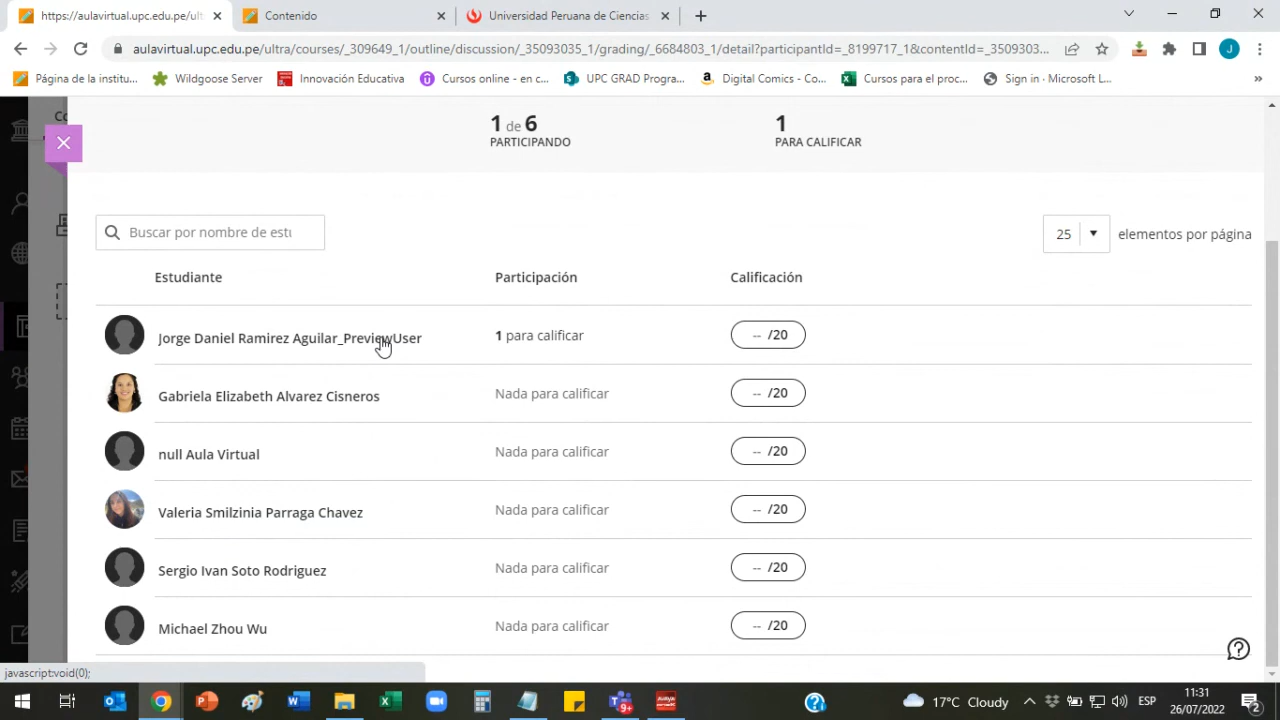 https://aulavirtual.upc.edu.pe/ult
Contenido
Universidad Peruana de Ciencias
aulavirtual.upc.edu.pe/ultra/courses/_309649_1/outline/discussion/_35093035_1/grading/_6684803_1/detail?participantId=_8199717_1&contentId=_3509303...
J
Página de la institu...
Wildgoose Server
Innovación Educativa
Cursos online - en c...
UPC GRAD Progra...
Digital Comics - Co...
Cursos para el proc...
Sign in · Microsoft L...
»
Co
1 de 6
PARTICIPANDO
1
PARA CALIFICAR
Buscar por nombre de estu
25
elementos por página
Estudiante
Participación
Calificación
Jorge Daniel Ramirez Aguilar_PreviewUser
1 para calificar
-- /20
Gabriela Elizabeth Alvarez Cisneros
Nada para calificar
-- /20
null Aula Virtual
Nada para calificar
-- /20
Valeria Smilzinia Parraga Chavez
Nada para calificar
-- /20
Sergio Ivan Soto Rodriguez
Nada para calificar
-- /20
Michael Zhou Wu
Nada para calificar
-- /20
javascript:void(0);
17°C Cloudy
ESP
11:31
26/07/2022
2